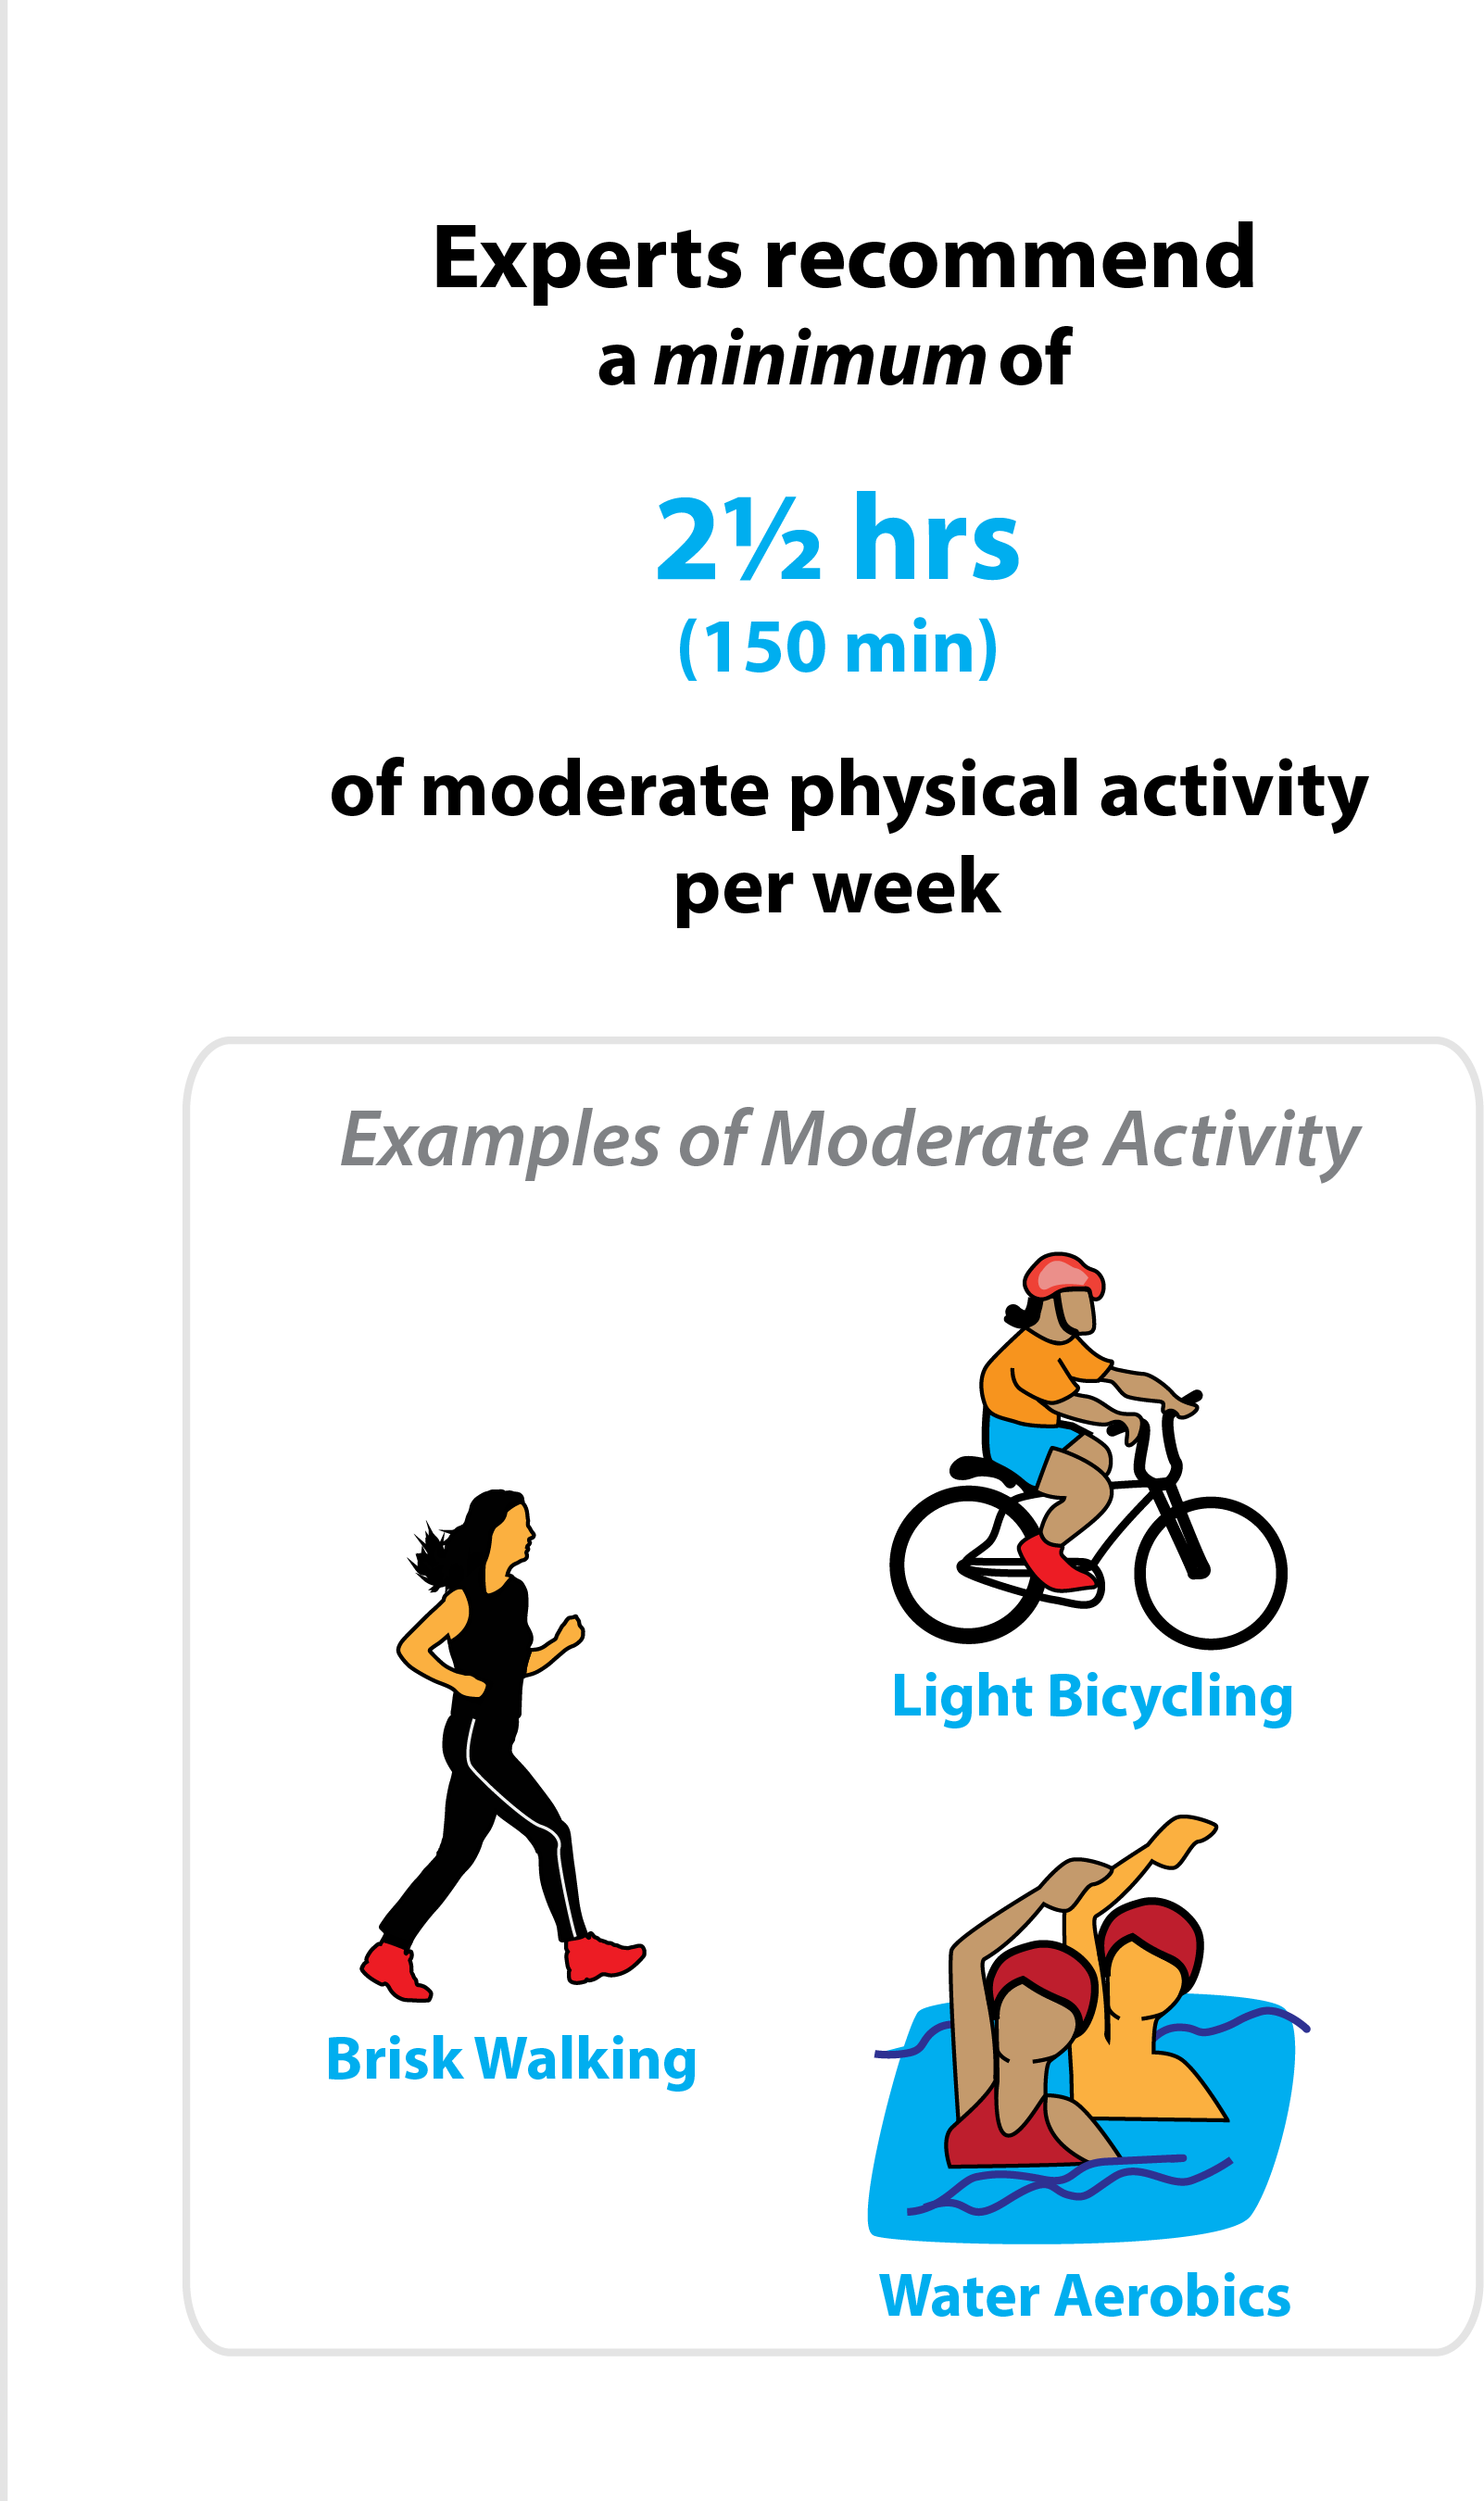 Experts recommend
a minimum of
2½ hrs
(150 min)
of moderate physical activity
per week
Examples of Moderate Activity
Light Bicycling
Brisk Walking
Water Aerobics